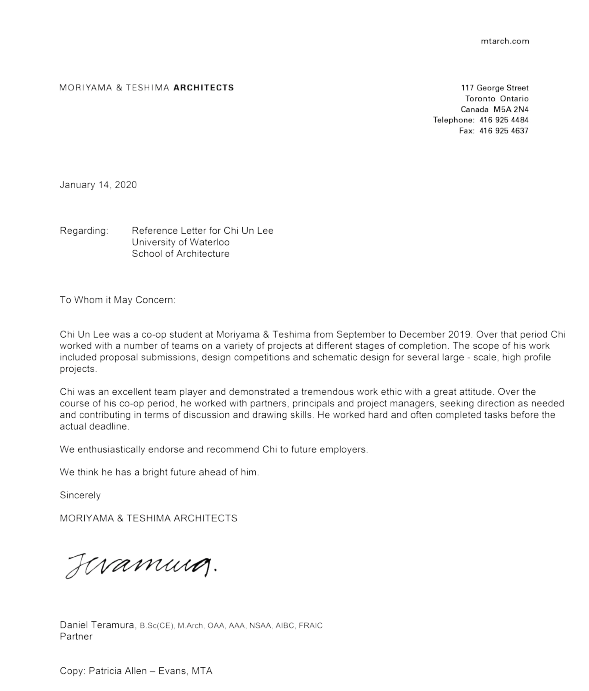 mtarch.com
MORIYAMA & TESHIMA ARCHITECTS
117 George Street
Toronto Ontario
Canada M5A 2N4
Telephone: 416 925 4484
Fax: 416 925 4637
January 14, 2020
Regarding: Reference Letter for Chi Un Lee
University of Waterloo
School of Architecture
To Whom it May Concern:
Chi Un Lee was a co-op student at Moriyama & Teshima from September to December 2019. Over that period Chi
worked with a number of teams on a variety of projects at different stages of completion. The scope of his work
included proposal submissions, design competitions and schematic design for several large - scale, high profile
projects.
Chi was an excellent team player and demonstrated a tremendous work ethic with a great attitude. Over the
course of his co-op period, he worked with partners, principals and project managers, seeking direction as needed
and contributing in terms of discussion and drawing skills. He worked hard and often completed tasks before the
actual deadline.
We enthusiastically endorse and recommend Chi to future employers.
We think he has a bright future ahead of him.
Sincerely
MORIYAMA & TESHIMA ARCHITECTS
Daniel Teramura, B.Sc(CE), M.Arch, OAA, AAA, NSAA, AIBC, FRAIC
Partner
Copy: Patricia Allen – Evans, MTA